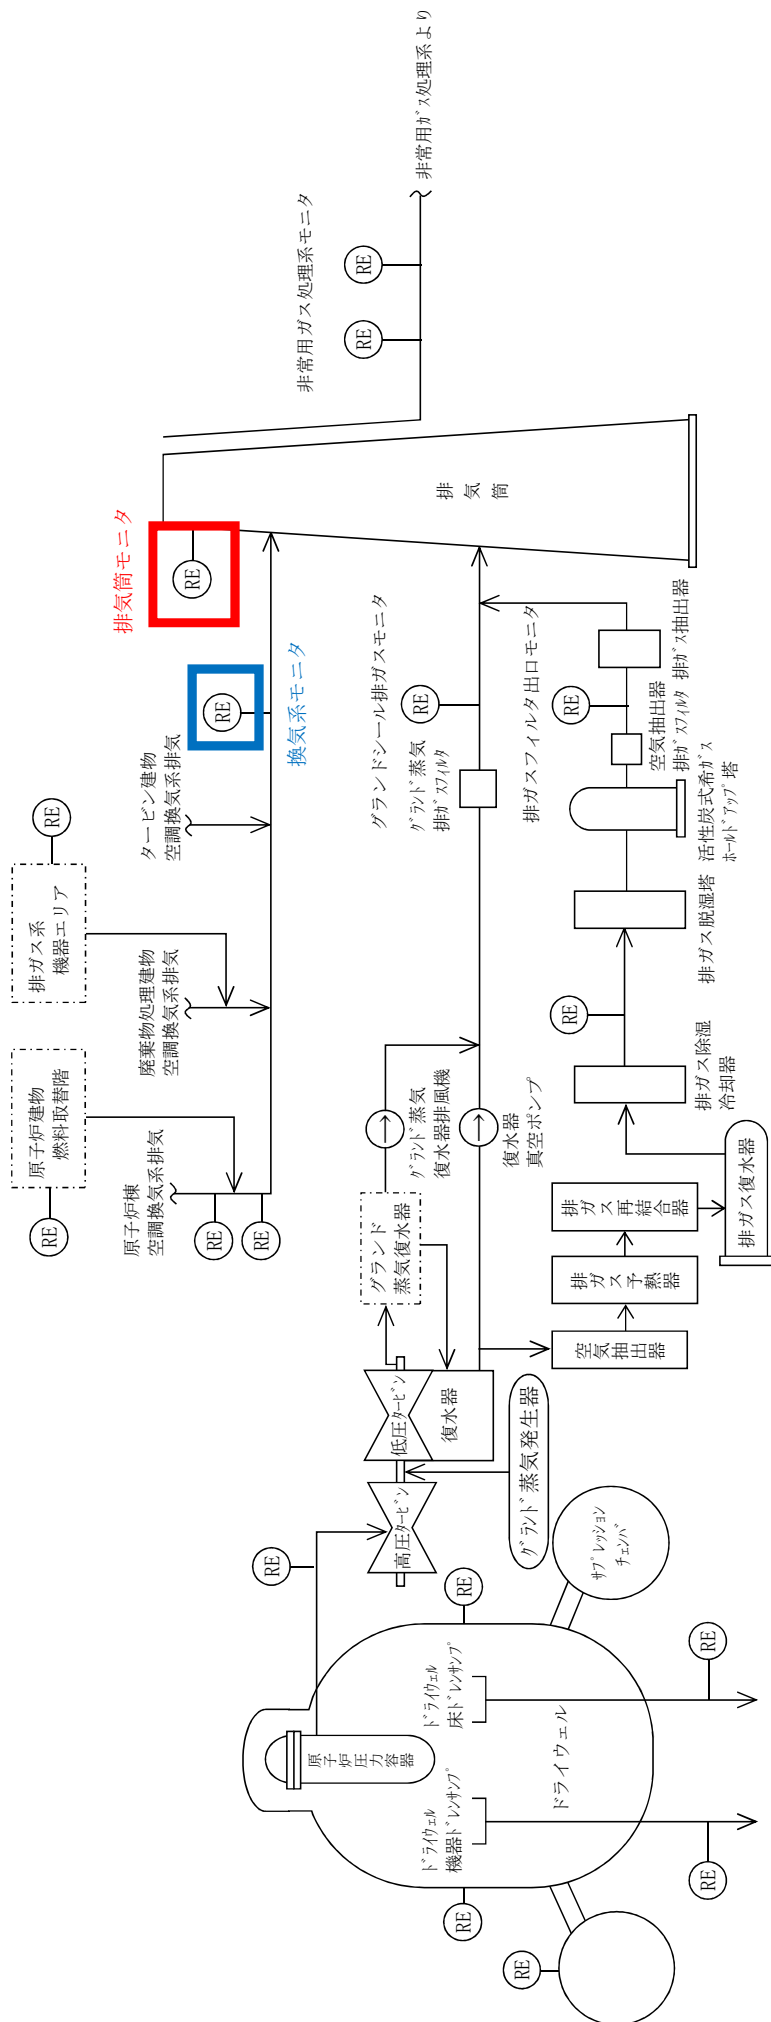 非常用ガス処理系より
非常用ガス処理系モニタ
RE
RE
排気筒
排気筒モニタ
RE
換気系モニタ
RE
タービン建物
空調換気系排気
RE
排ガス系
機器エリア
廃棄物処理建物
空調換気系排気
原子炉建物
燃料取替階
RE
原子炉棟
空調換気系排気
RE
RE
グランドシール排ガスモニタ
RE
グランド蒸気
排ガスフィルタ
排ガスフィルタ出口モニタ
RE
排ガス抽出器
空気抽出器
排ガスフィルタ
活性炭式希ガス
ホールドアップ塔
排ガス脱湿塔
RE
排ガス除湿
冷却器
グランド蒸気
復水器排風機
復水器
真空ポンプ
グランド
蒸気復水器
排ガス再結合器
排ガス予熱器
空気抽出器
排ガス復水器
低圧タービン
復水器
高圧タービン
グランド蒸気発生器
RE
RE
サプレッション
チェンバ
原子炉圧力容器
ドライウェル
床ドレンサンプ
ドライウェル
機器ドレンサンプ
ドライウェル
RE
RE
RE
RE